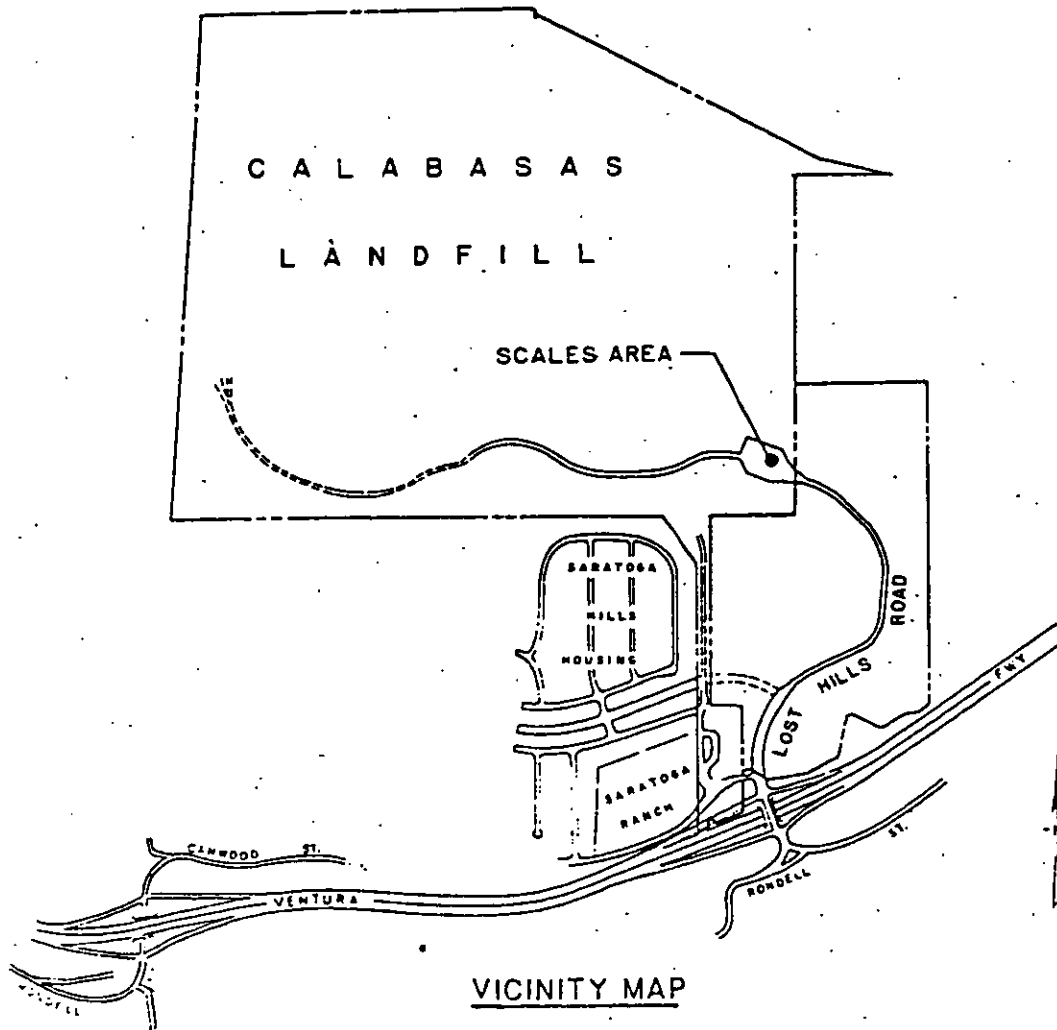 CALABASAS
LANDFILL
SCALES AREA
SARATOGA
HILLS
HOUSING
LOST HILLS ROAD
FWY
SARATOGA
RANCH
CANWOOD ST.
VENTURA
RONDELL ST.
VICINITY MAP